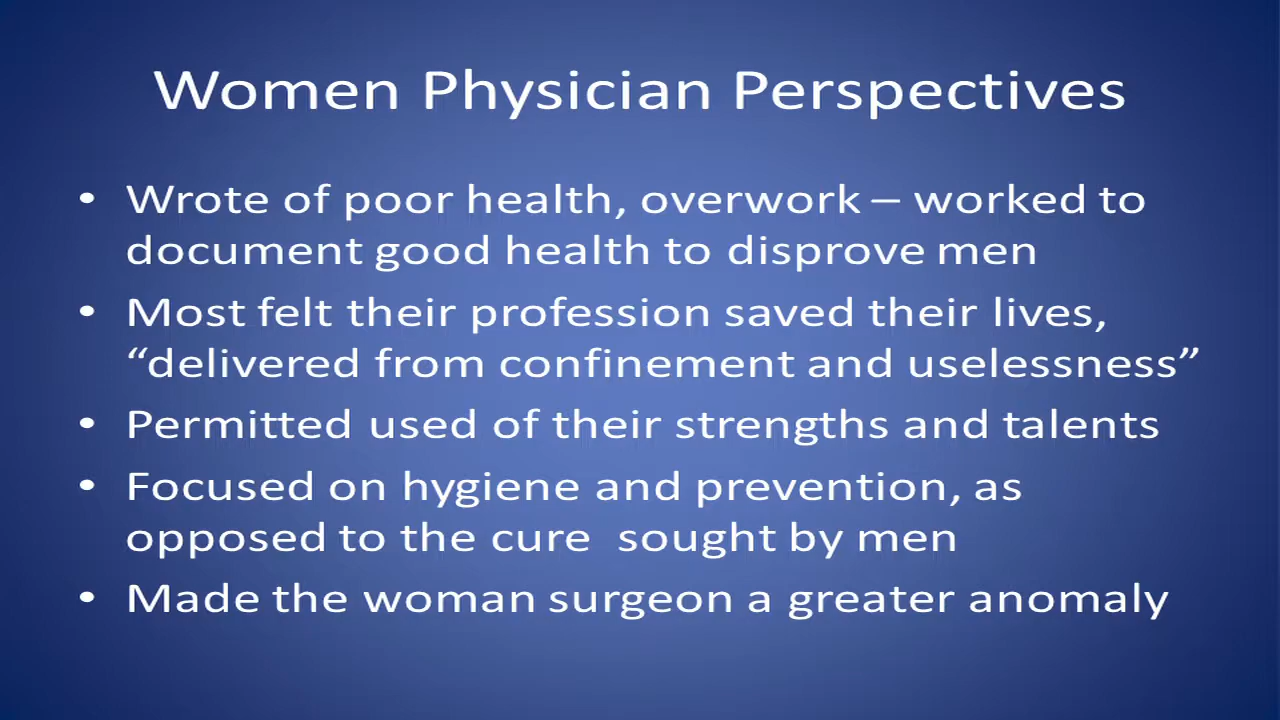 Women Physician Perspectives
• Wrote of poor health, overwork – worked to
document good health to disprove men
• Most felt their profession saved their lives,
“delivered from confinement and uselessness”
• Permitted used of their strengths and talents
• Focused on hygiene and prevention, as
opposed to the cure  sought by men
• Made the woman surgeon a greater anomaly